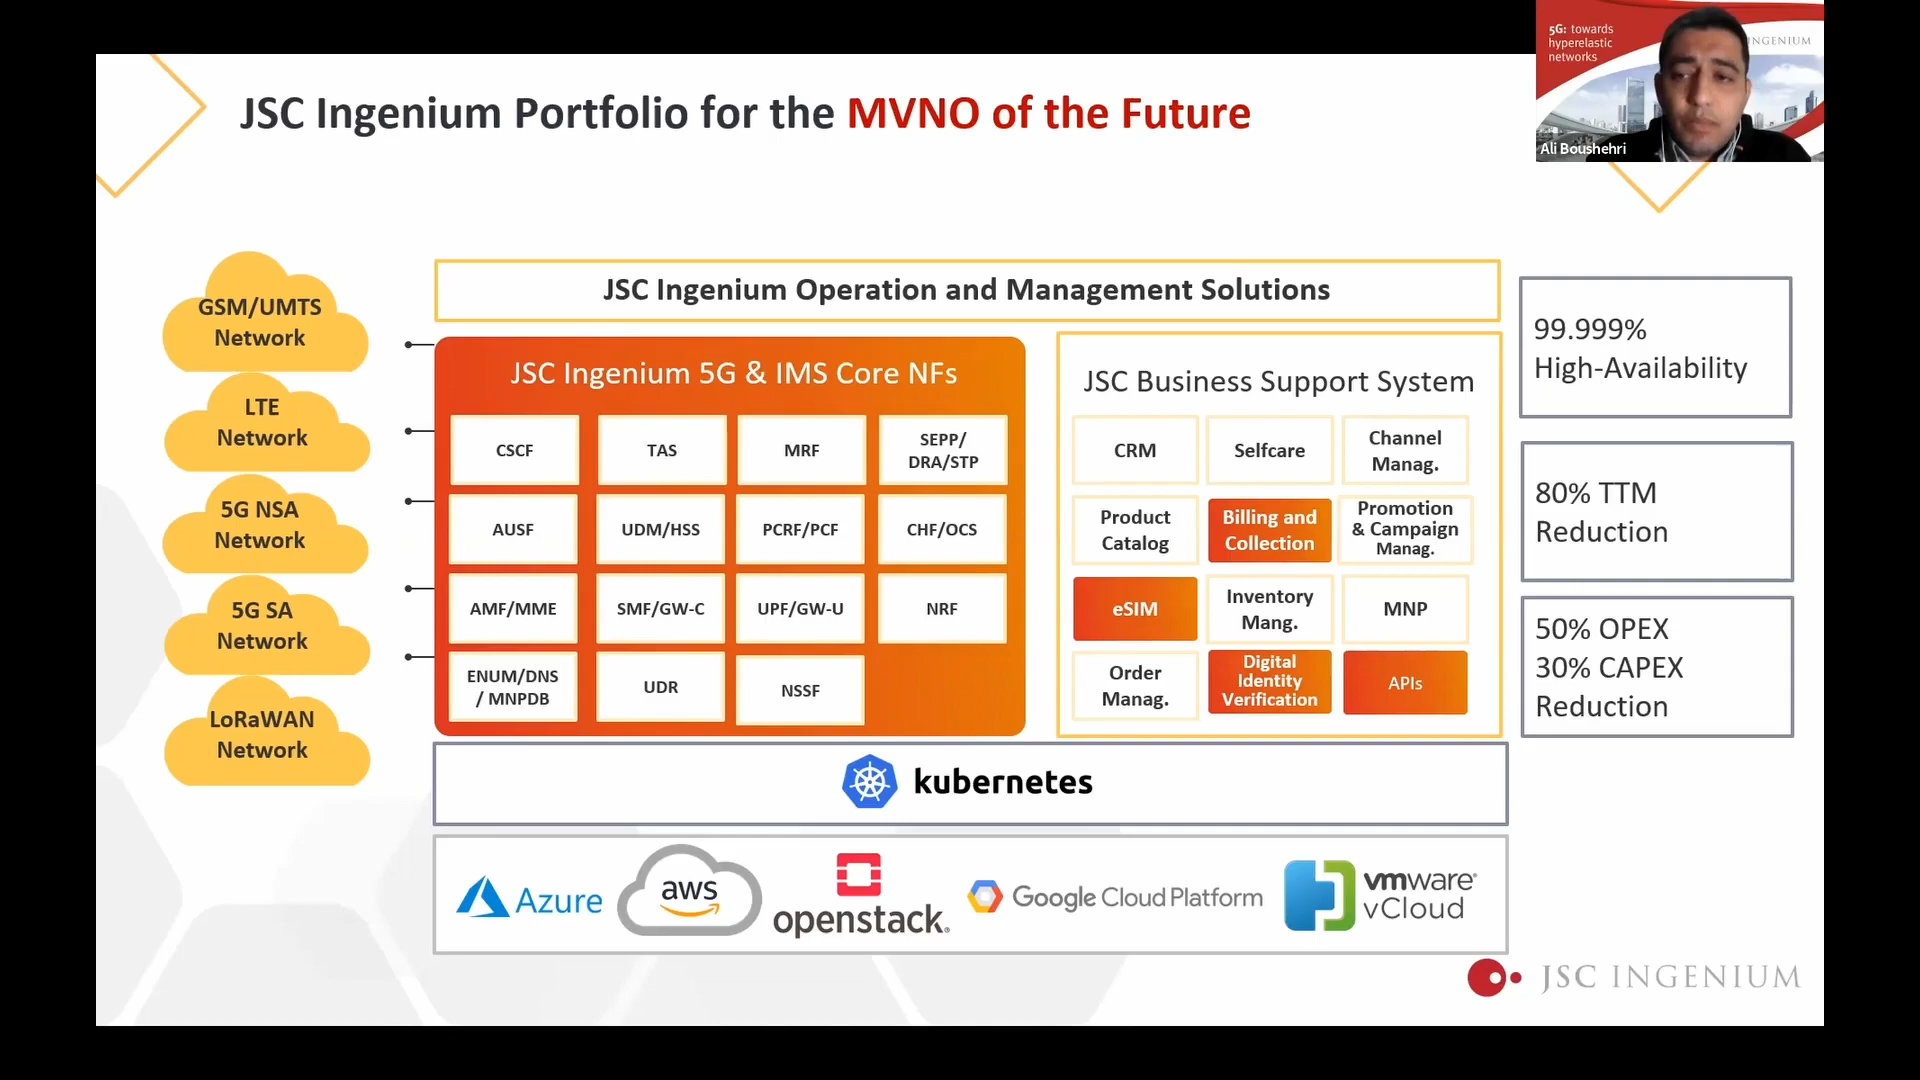 5G: towards
hyperelastic
networks
INGENIUM
Ali Boushehri
JSC Ingenium Portfolio for the MVNO of the Future
GSM/UMTS
Network
LTE
Network
5G NSA
Network
5G SA
Network
LoRaWAN
Network
JSC Ingenium Operation and Management Solutions
JSC Ingenium 5G & IMS Core NFs
CSCF
TAS
MRF
SEPP/
DRA/STP
AUSF
UDM/HSS
PCRF/PCF
CHF/OCS
AMF/MME
SMF/GW-C
UPF/GW-U
NRF
ENUM/DNS
/ MNPDB
UDR
NSSF
JSC Business Support System
CRM
Selfcare
Channel
Manag.
Product
Catalog
Billing and
Collection
Promotion
& Campaign
Manag.
eSIM
Inventory
Mang.
MNP
Order
Manag.
Digital
Identity
Verification
APIs
99.999%
High-Availability
80% TTM
Reduction
50% OPEX
30% CAPEX
Reduction
kubernetes
Azure
aws
openstack.
Google Cloud Platform
vmware
vCloud
JSC INGENIUM